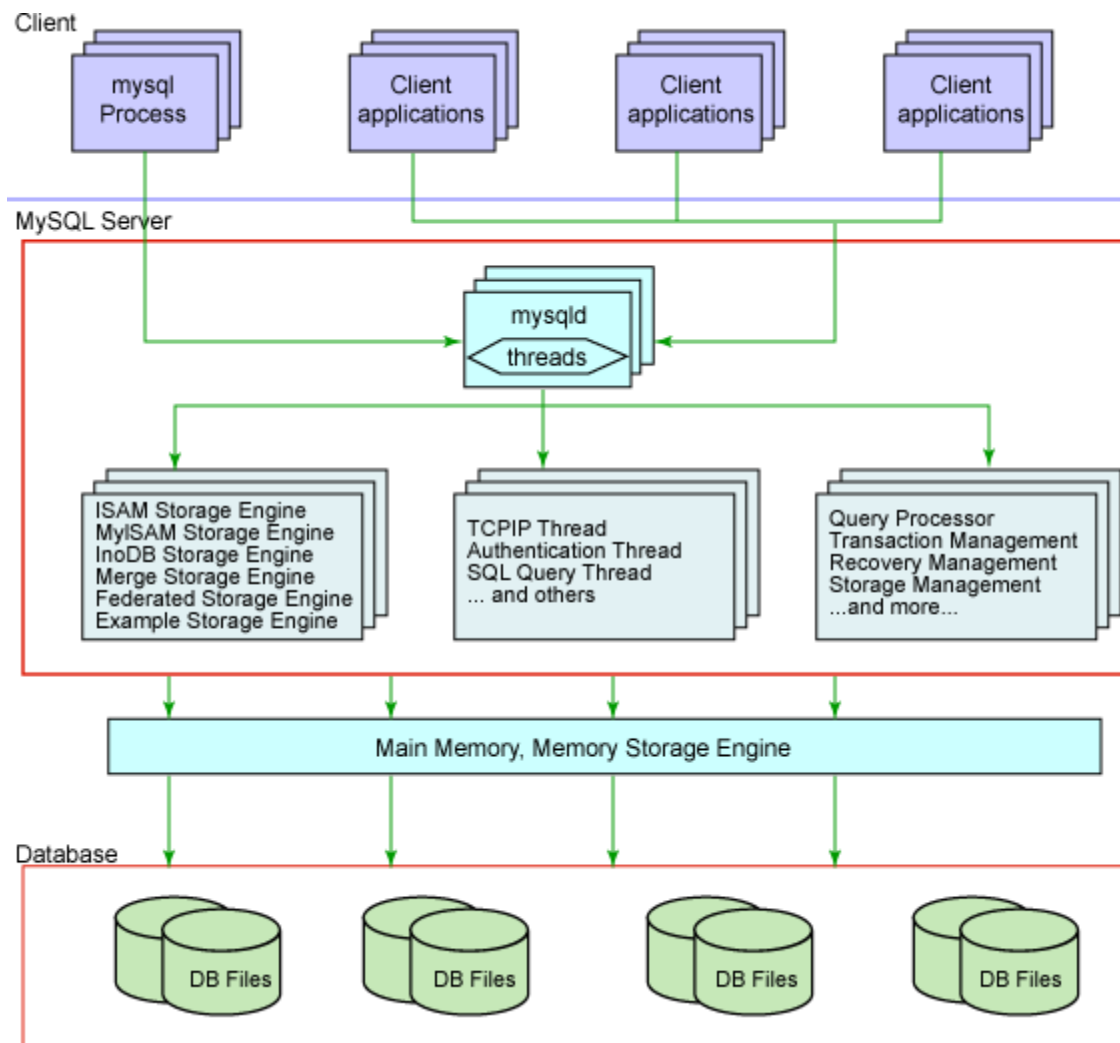 Client
mysql
Process
Client
applications
Client
applications
Client
applications
MySQL Server
mysqld
threads
ISAM Storage Engine
MyISAM Storage Engine
InoDB Storage Engine
Merge Storage Engine
Federated Storage Engine
Example Storage Engine
TCPIP Thread
Authentication Thread
SQL Query Thread
... and others
Query Processor
Transaction Management
Recovery Management
Storage Management
...and more...
Main Memory, Memory Storage Engine
Database
DB Files
DB Files
DB Files
DB Files